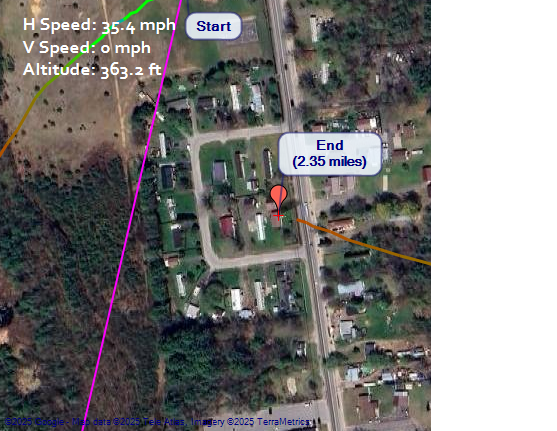 H Speed: 35.4 mph
Start
V Speed: 0 mph
Altitude: 363.2 ft
End
(2.35 miles)
©2025 Google - Map data ©2025 Tele Atlas, Imagery ©2025 TerraMetrics